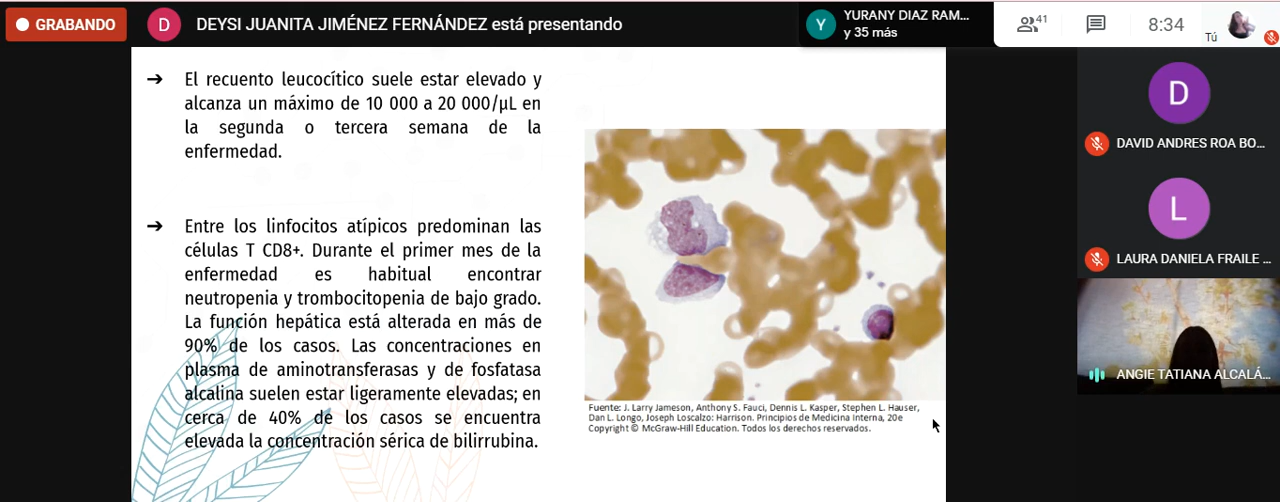 GRABANDO
D
DEYSI JUANITA JIMÉNEZ FERNÁNDEZ está presentando
Y
YURANY DIAZ RAM...
y 35 más
41
8:34
Tú
➔ El recuento leucocítico suele estar elevado y
alcanza un máximo de 10 000 a 20 000/μL en
la segunda o tercera semana de la
enfermedad.
➔ Entre los linfocitos atípicos predominan las
células T CD8+. Durante el primer mes de la
enfermedad es habitual encontrar
neutropenia y trombocitopenia de bajo grado.
La función hepática está alterada en más de
90% de los casos. Las concentraciones en
plasma de aminotransferasas y de fosfatasa
alcalina suelen estar ligeramente elevadas; en
cerca de 40% de los casos se encuentra
elevada la concentración sérica de bilirrubina.
Fuente: J. Larry Jameson, Anthony S. Fauci, Dennis L. Kasper, Stephen L. Hauser,
Dan L. Longo, Joseph Loscalzo: Harrison. Principios de Medicina Interna, 20e
Copyright © McGraw-Hill Education. Todos los derechos reservados.
D
DAVID ANDRES ROA BO...
L
LAURA DANIELA FRAILE ...
ANGIE TATIANA ALCALÁ...